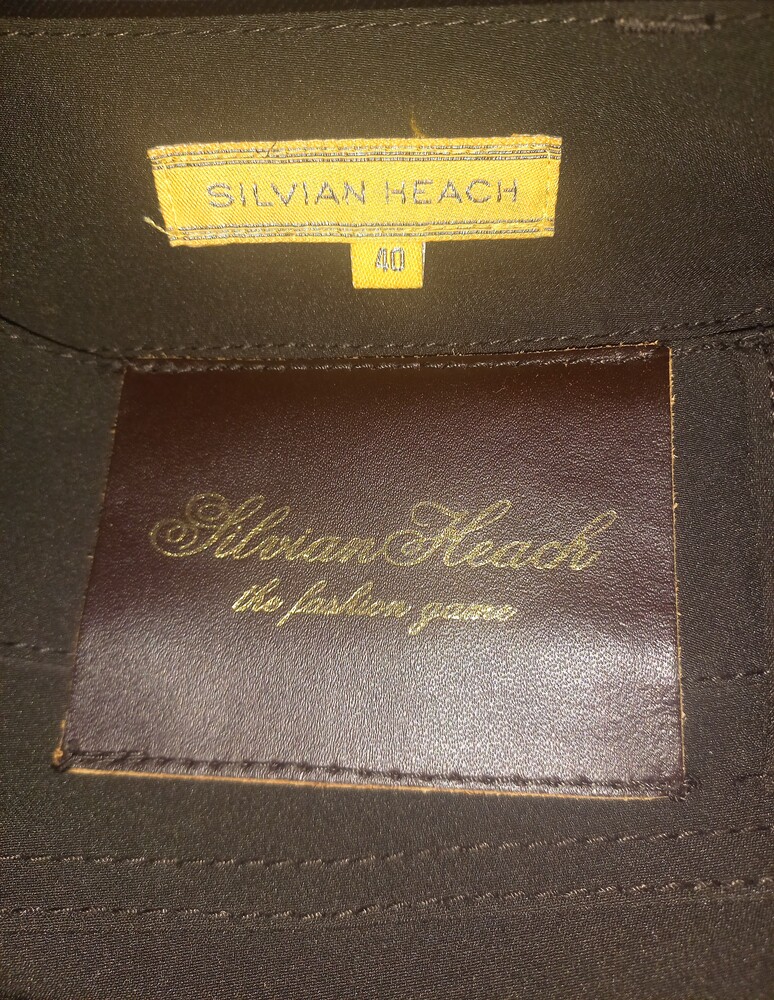 SILVIAN HEACH
40
Silvian Heach
the fashion game